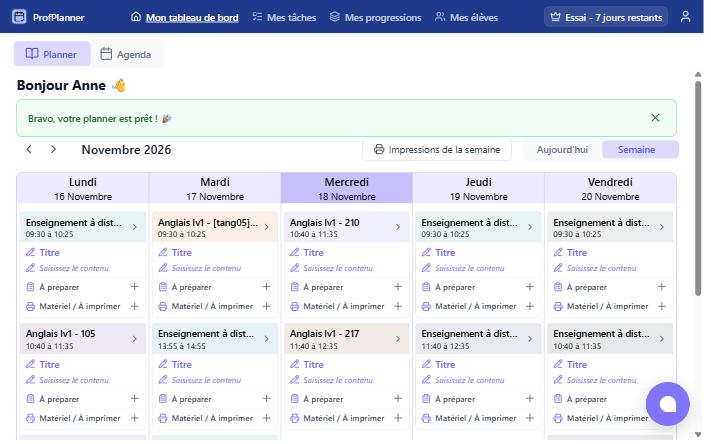 ProfPlanner
Mon tableau de bord
Mes tâches
Mes progressions
Mes élèves
Essai - 7 jours restants
Planner
Agenda
Bonjour Anne 👋
Bravo, votre planner est prêt ! 🎉
Novembre 2026
Impressions de la semaine
Aujourd'hui
Semaine
Lundi
16 Novembre
Mardi
17 Novembre
Mercredi
18 Novembre
Jeudi
19 Novembre
Vendredi
20 Novembre
Enseignement à dist...
09:30 à 10:25
Titre
Saisissez le contenu
À préparer
Matériel / À imprimer
Anglais lv1 - [tang05]...
09:30 à 10:25
Titre
Saisissez le contenu
À préparer
Matériel / À imprimer
Anglais lv1 - 210
10:40 à 11:35
Titre
Saisissez le contenu
À préparer
Matériel / À imprimer
Enseignement à dist...
09:30 à 10:25
Titre
Saisissez le contenu
À préparer
Matériel / À imprimer
Enseignement à dist...
09:30 à 10:25
Titre
Saisissez le contenu
À préparer
Matériel / À imprimer
Anglais lv1 - 105
10:40 à 11:35
Titre
Saisissez le contenu
À préparer
Matériel / À imprimer
Enseignement à dist...
13:55 à 14:55
Titre
Saisissez le contenu
À préparer
Matériel / À imprimer
Anglais lv1 - 217
11:40 à 12:35
Titre
Saisissez le contenu
À préparer
Matériel / À imprimer
Enseignement à dist...
11:40 à 12:35
Titre
Saisissez le contenu
À préparer
Matériel / À imprimer
Enseignement à dist...
10:40 à 11:35
Titre
Saisissez le contenu
À préparer
Matériel / À imprimer